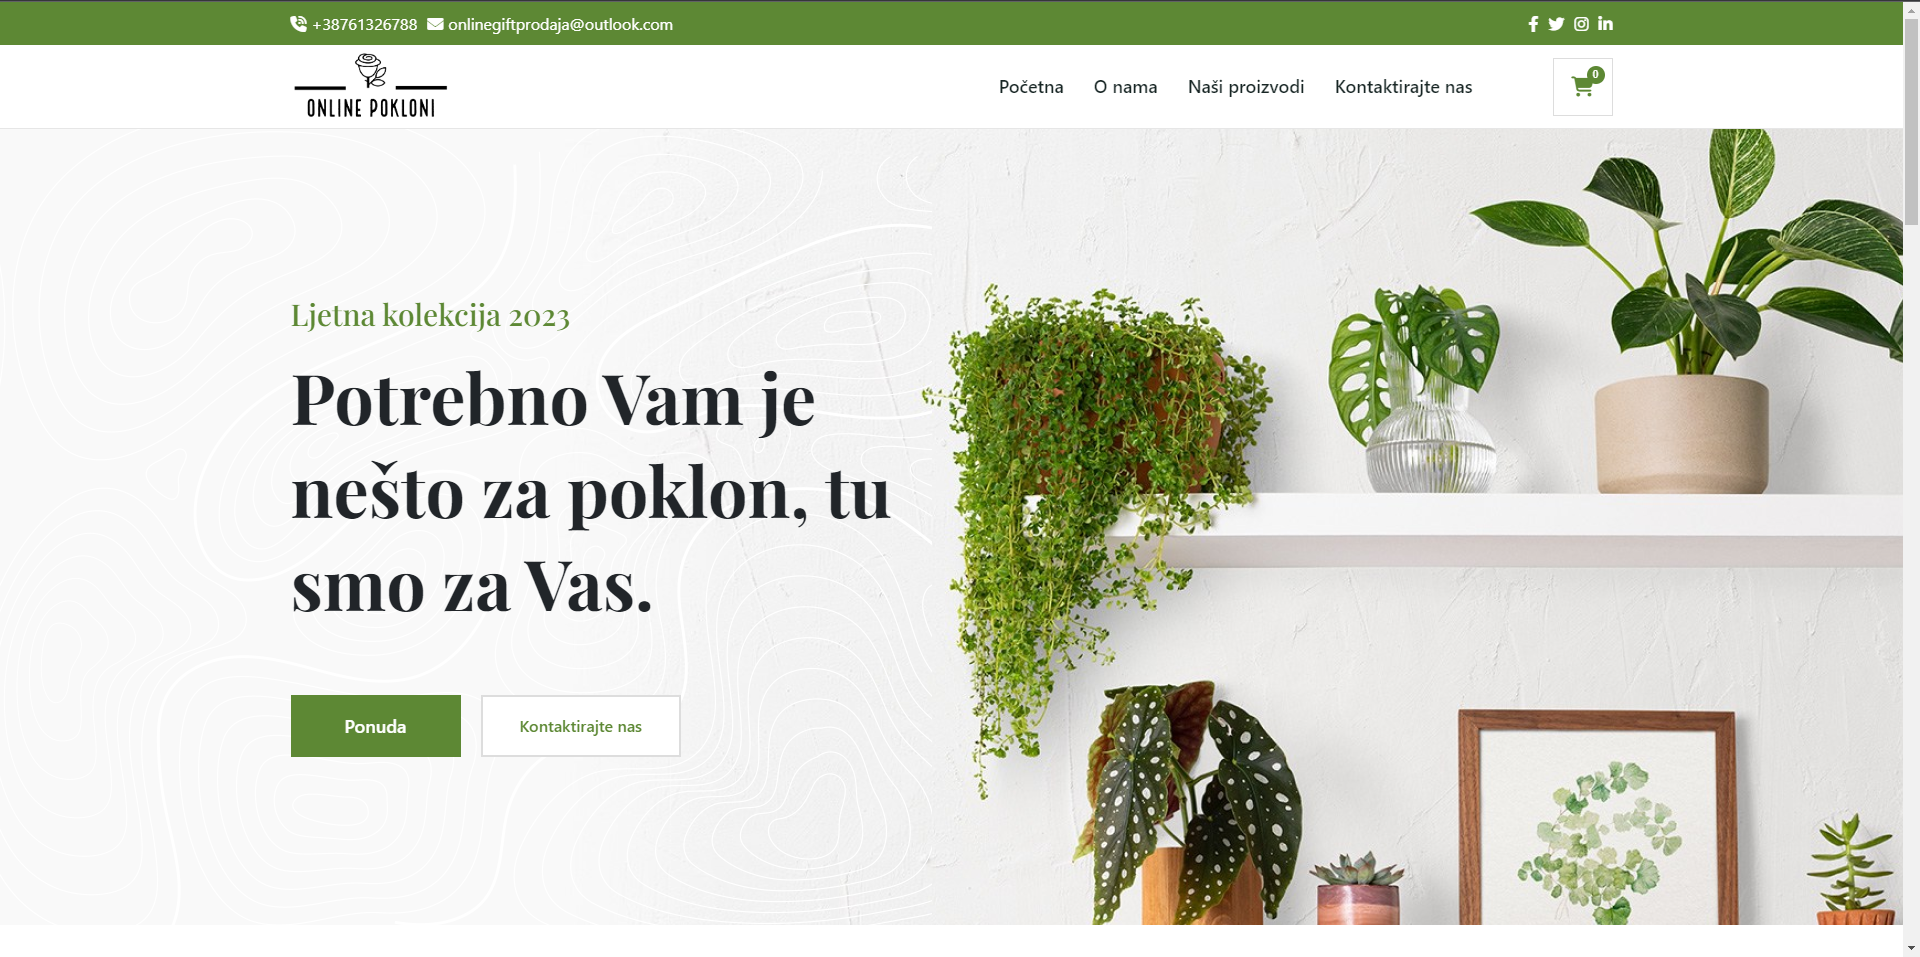 +38761326788 onlinegiftprodaja@outlook.com
ONLINE POKLONI
Početna O nama Naši proizvodi Kontaktirajte nas 0
Ljetna kolekcija 2023
Potrebno Vam je
nešto za poklon, tu
smo za Vas.
Ponuda Kontaktirajte nas